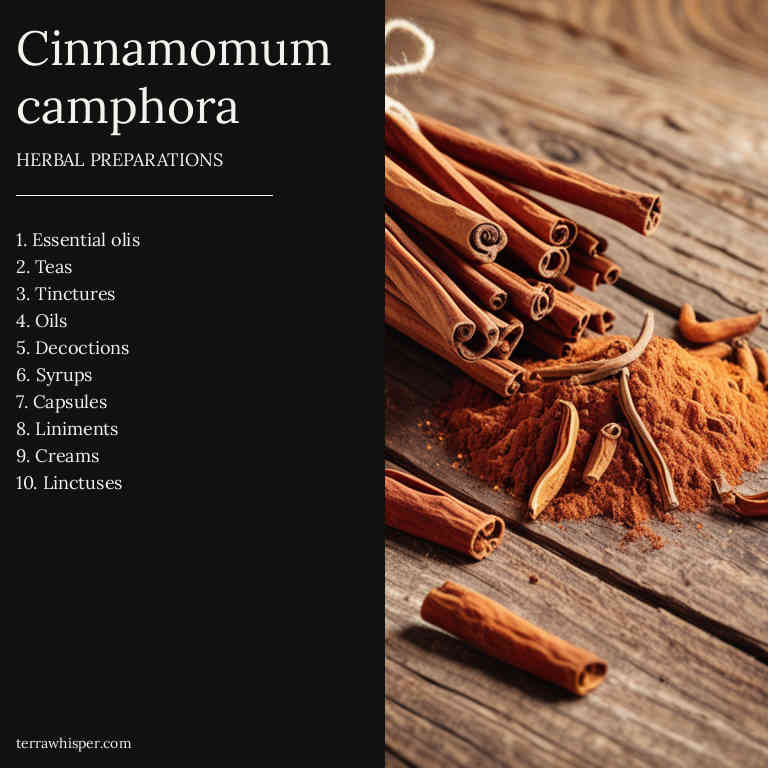 Cinnamomum
camphora
HERBAL PREPARATIONS
1. Essential olis
2. Teas
3. Tinctures
4. Oils
5. Decoctions
6. Syrups
7. Capsules
8. Liniments
9. Creams
10. Linctuses
terrawhisper.com